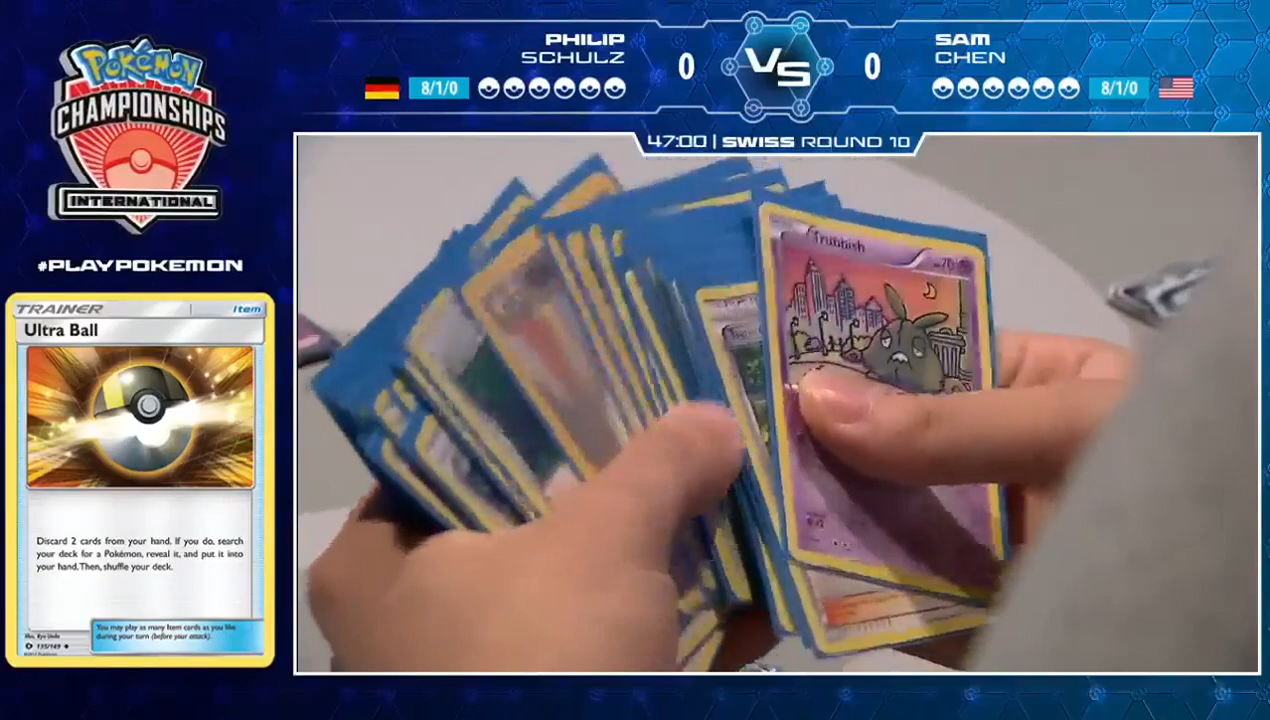 Pokémon
CHAMPIONSHIPS
INTERNATIONAL
#PLAYPOKEMON
PHILIP
SCHULZ
8/1/0
0
VS
0
SAM
CHEN
8/1/0
47:00 | SWISS ROUND 10
TRAINER
Item
Ultra Ball
Discard 2 cards from your hand. If you do, search
your deck for a Pokémon, reveal it, and put it into
your hand. Then, shuffle your deck.
You may play as many Item cards as you like
during your turn (before your attack).
135/149
Trubbish
70